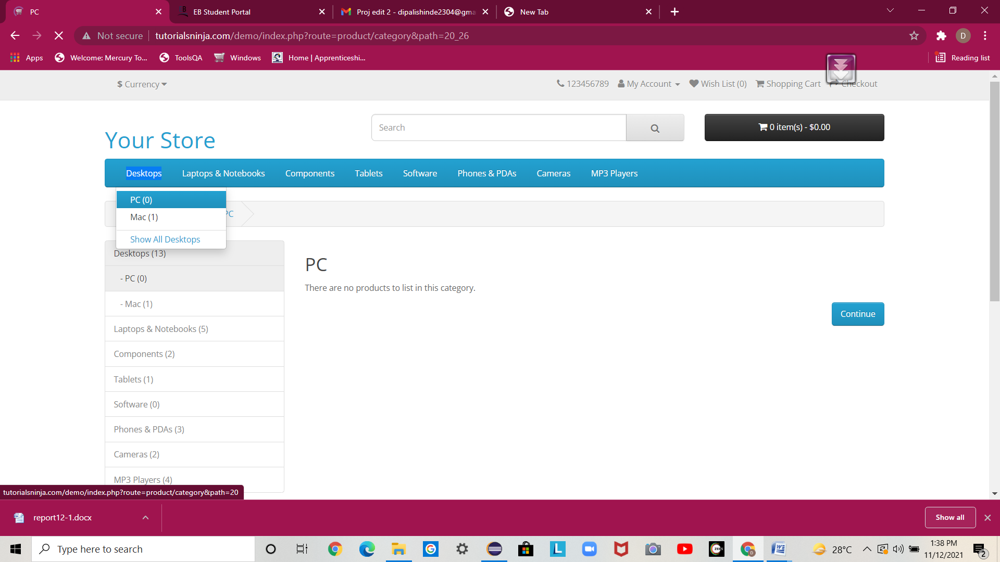 PC
EB Student Portal
Proj edit 2 - dipalishinde2304@gma
New Tab
Not secure
tutorialsninja.com/demo/index.php?route=product/category&path=20_26
D
Apps
Welcome: Mercury To...
ToolsQA
Windows
Home | Apprenticeshi...
Reading list
$ Currency
123456789
My Account
Wish List (0)
Shopping Cart
Checkout
Your Store
Search
0 item(s) - $0.00
Desktops
Laptops & Notebooks
Components
Tablets
Software
Phones & PDAs
Cameras
MP3 Players
PC (0)
Mac (1)
Show All Desktops
PC
Desktops (13)
- PC (0)
- Mac (1)
Laptops & Notebooks (5)
Components (2)
Tablets (1)
Software (0)
Phones & PDAs (3)
Cameras (2)
MP3 Players (4)
PC
There are no products to list in this category.
Continue
tutorialsninja.com/demo/index.php?route=product/category&path=20
report12-1.docx
Show all
Type here to search
28°C
1:38 PM
11/12/2021
2